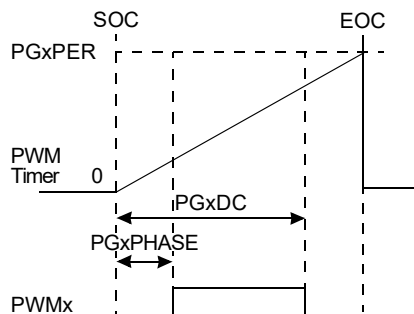 SOC EOC
PGxPER
PWM
Timer 0
PGxDC
PGxPHASE
PWMx